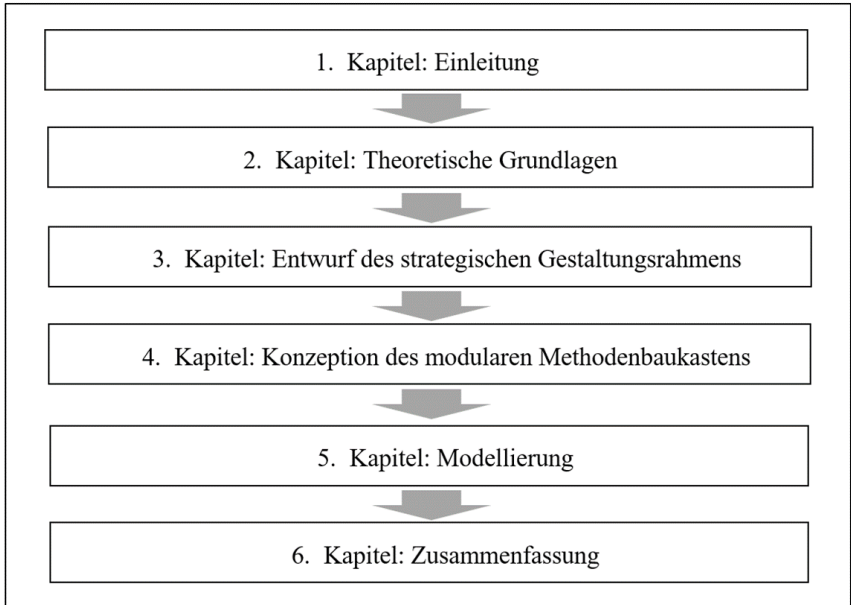 1. Kapitel: Einleitung
2. Kapitel: Theoretische Grundlagen
3. Kapitel: Entwurf des strategischen Gestaltungsrahmens
4. Kapitel: Konzeption des modularen Methodenbaukastens
5. Kapitel: Modellierung
6. Kapitel: Zusammenfassung